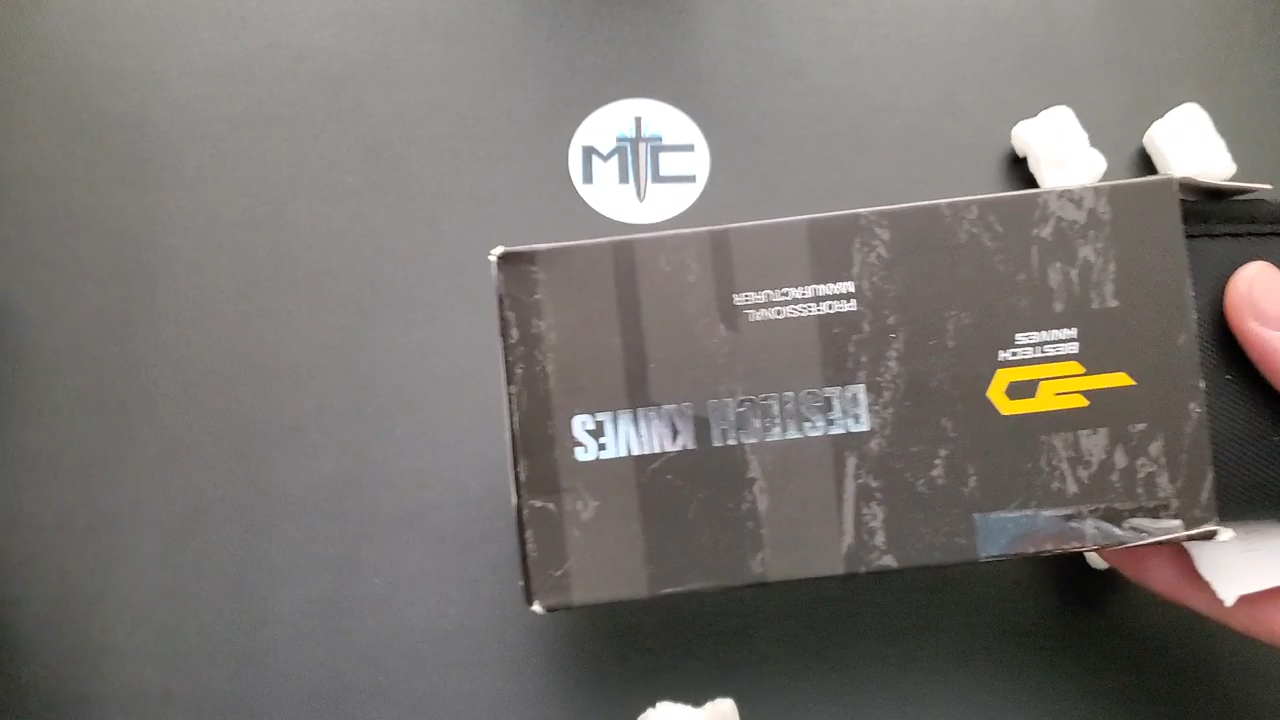 MTC
PROFESSIONAL
MANUFACTURER
BESTECH KNIVES
BESTECH
KNIVES